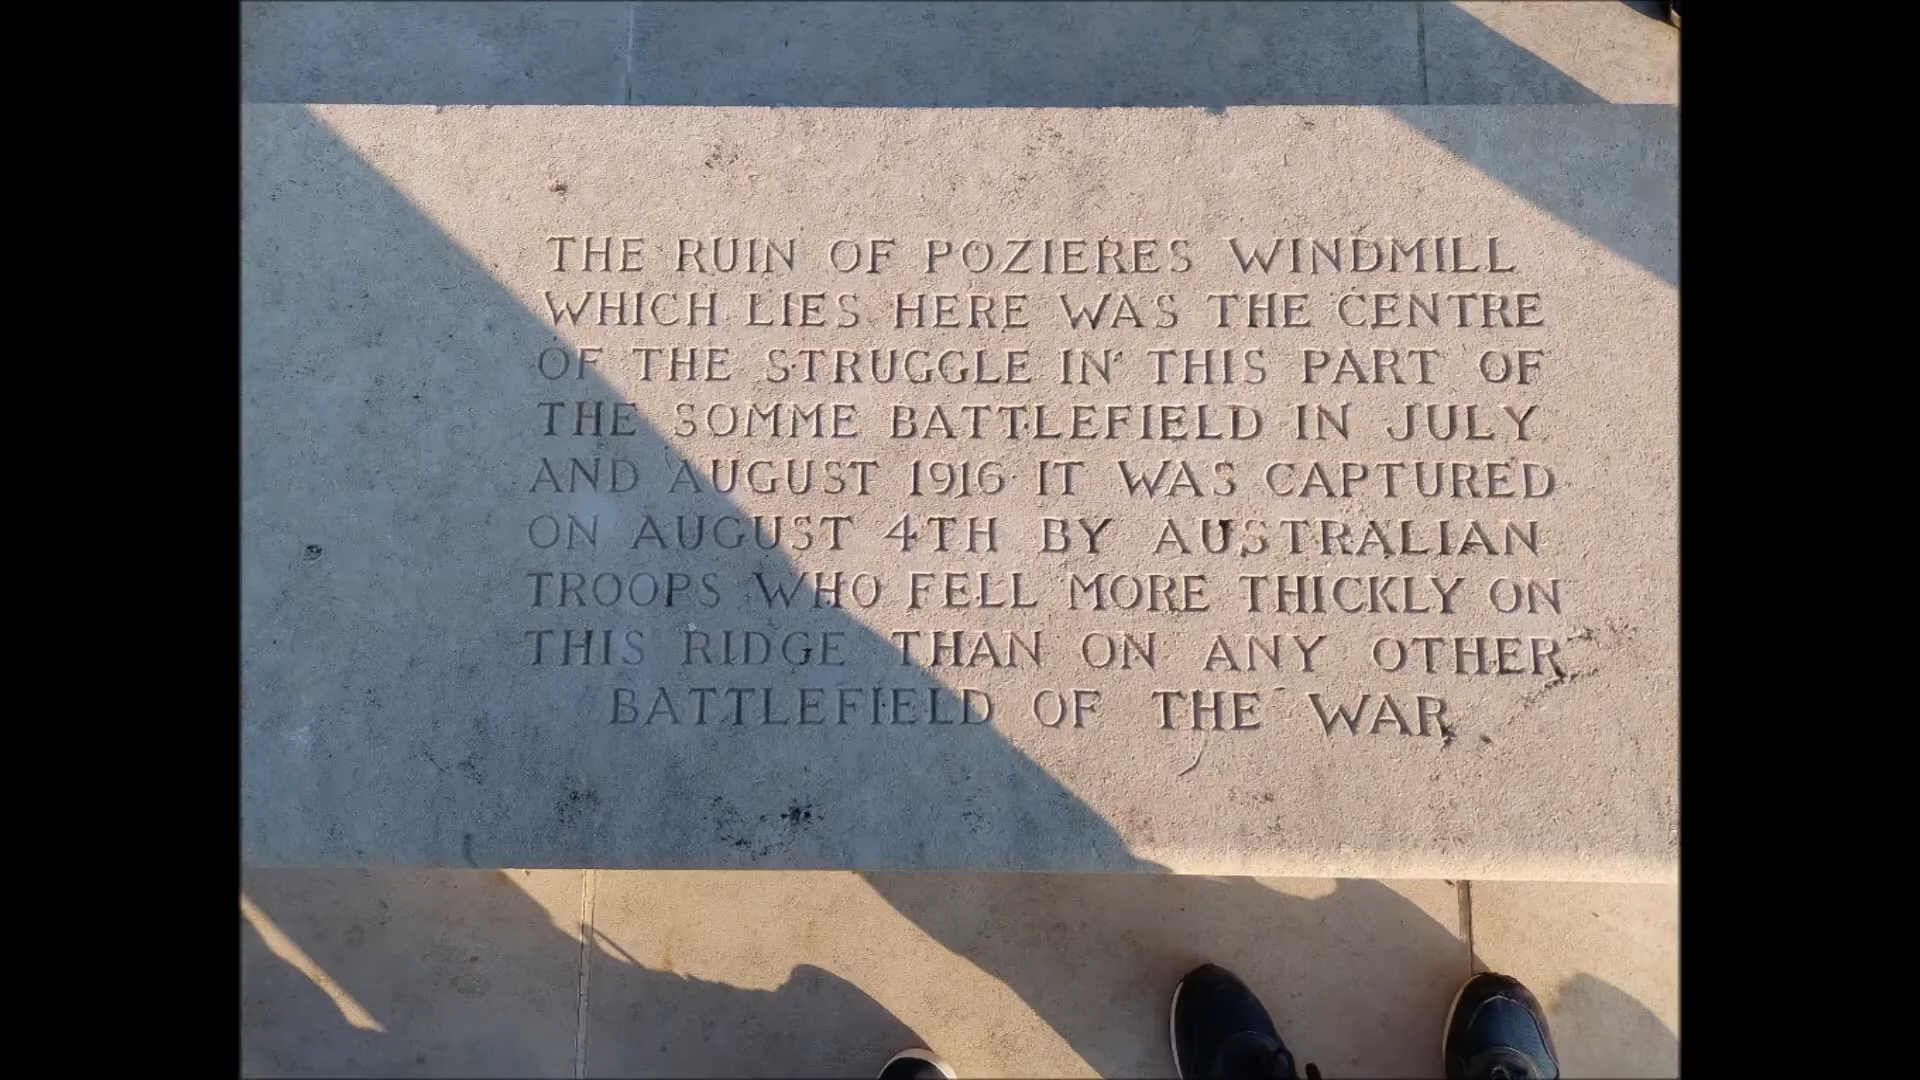 THE RUIN OF POZIERES WINDMILL
WHICH LIES HERE WAS THE CENTRE
OF THE STRUGGLE IN THIS PART OF
THE SOMME BATTLEFIELD IN JULY
AND AUGUST 1916 IT WAS CAPTURED
ON AUGUST 4TH BY AUSTRALIAN
TROOPS WHO FELL MORE THICKLY ON
THIS RIDGE THAN ON ANY OTHER
BATTLEFIELD OF THE WAR